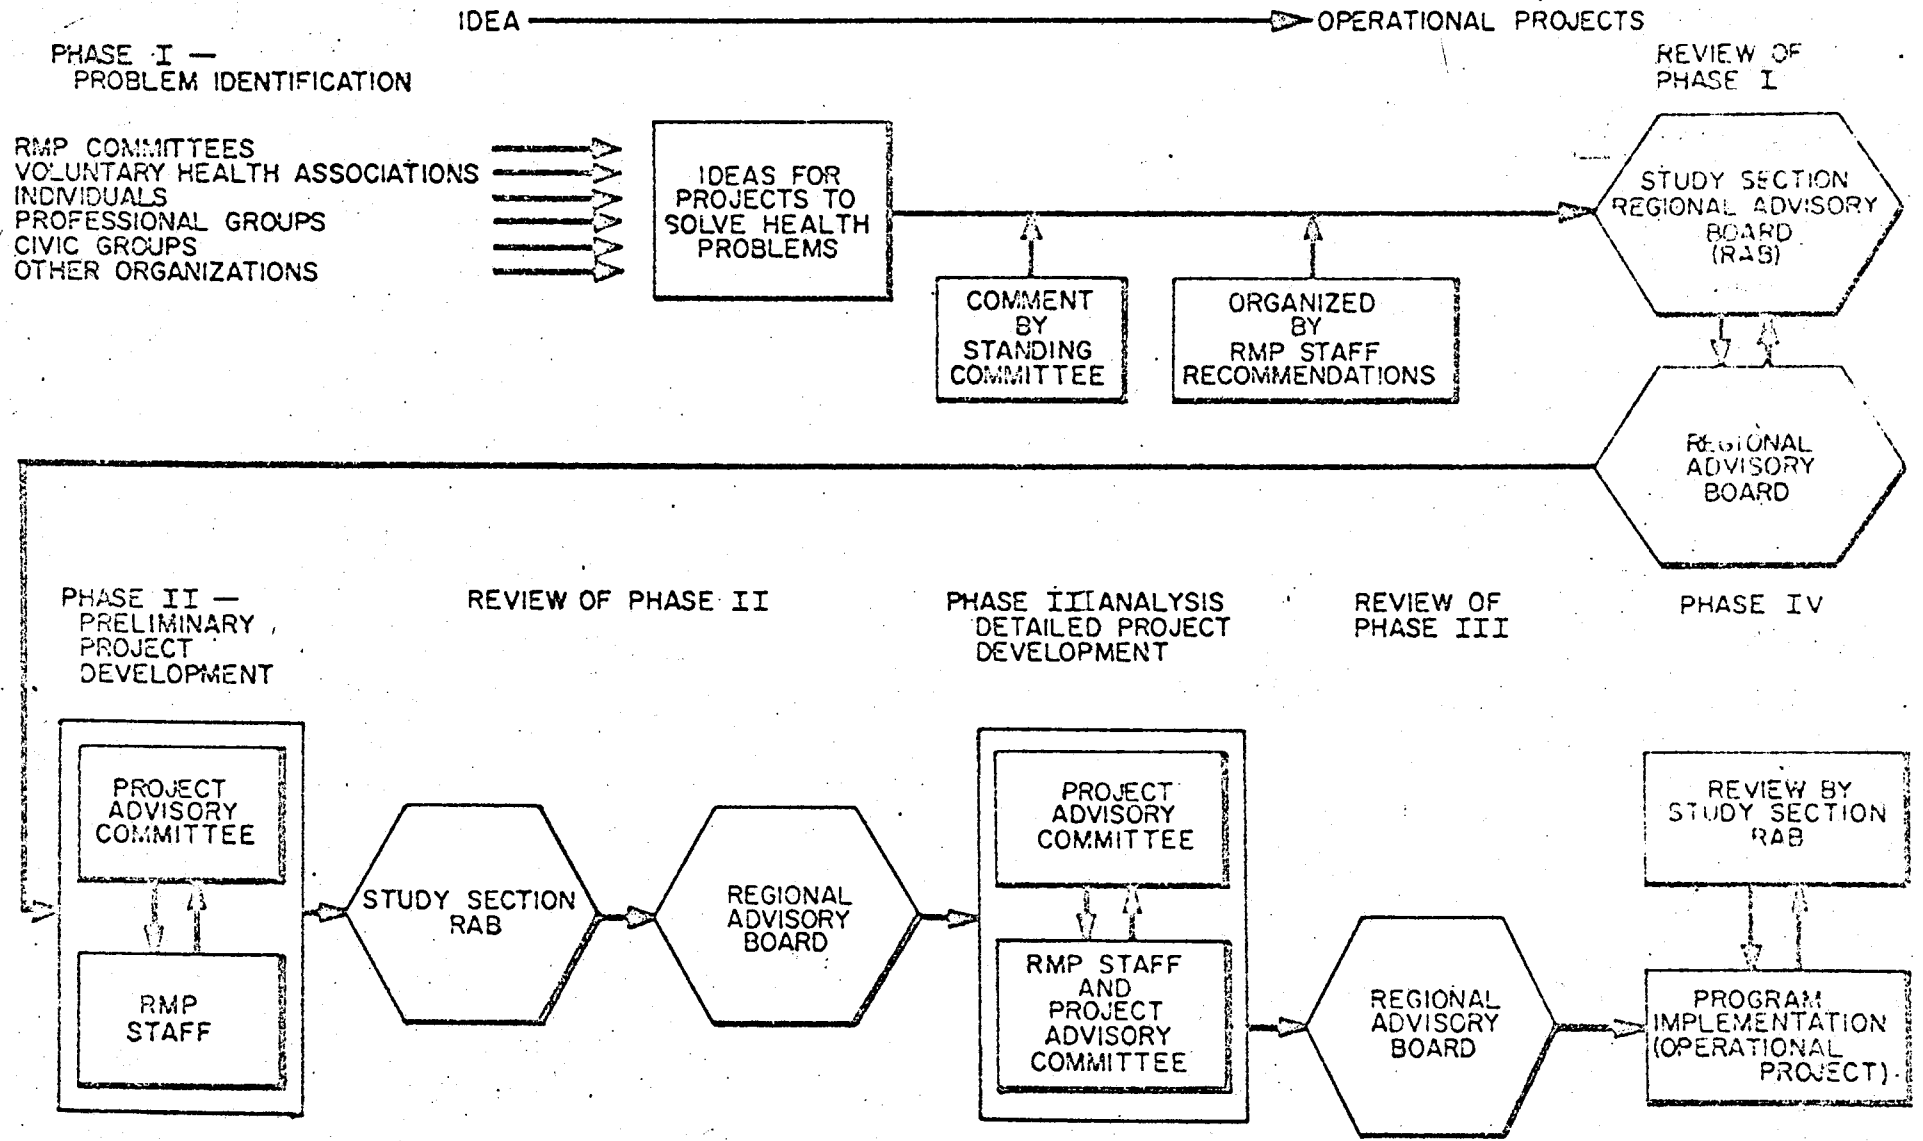 IDEA
OPERATIONAL PROJECTS
PHASE I —
PROBLEM IDENTIFICATION
REVIEW OF
PHASE I
RMP COMMITTEES
VOLUNTARY HEALTH ASSOCIATIONS
INDIVIDUALS
PROFESSIONAL GROUPS
CIVIC GROUPS
OTHER ORGANIZATIONS
IDEAS FOR
PROJECTS TO
SOLVE HEALTH
PROBLEMS
COMMENT
BY
STANDING
COMMITTEE
ORGANIZED
BY
RMP STAFF
RECOMMENDATIONS
STUDY SECTION
REGIONAL ADVISORY
BOARD
(RAB)
REGIONAL
ADVISORY
BOARD
PHASE II —
PRELIMINARY
PROJECT
DEVELOPMENT
REVIEW OF PHASE II
PHASE III ANALYSIS
DETAILED PROJECT
DEVELOPMENT
REVIEW OF
PHASE III
PHASE IV
PROJECT
ADVISORY
COMMITTEE
RMP
STAFF
STUDY SECTION
RAB
REGIONAL
ADVISORY
BOARD
PROJECT
ADVISORY
COMMITTEE
RMP STAFF
AND
PROJECT
ADVISORY
COMMITTEE
REGIONAL
ADVISORY
BOARD
REVIEW BY
STUDY SECTION
RAB
PROGRAM
IMPLEMENTATION
(OPERATIONAL
PROJECT)